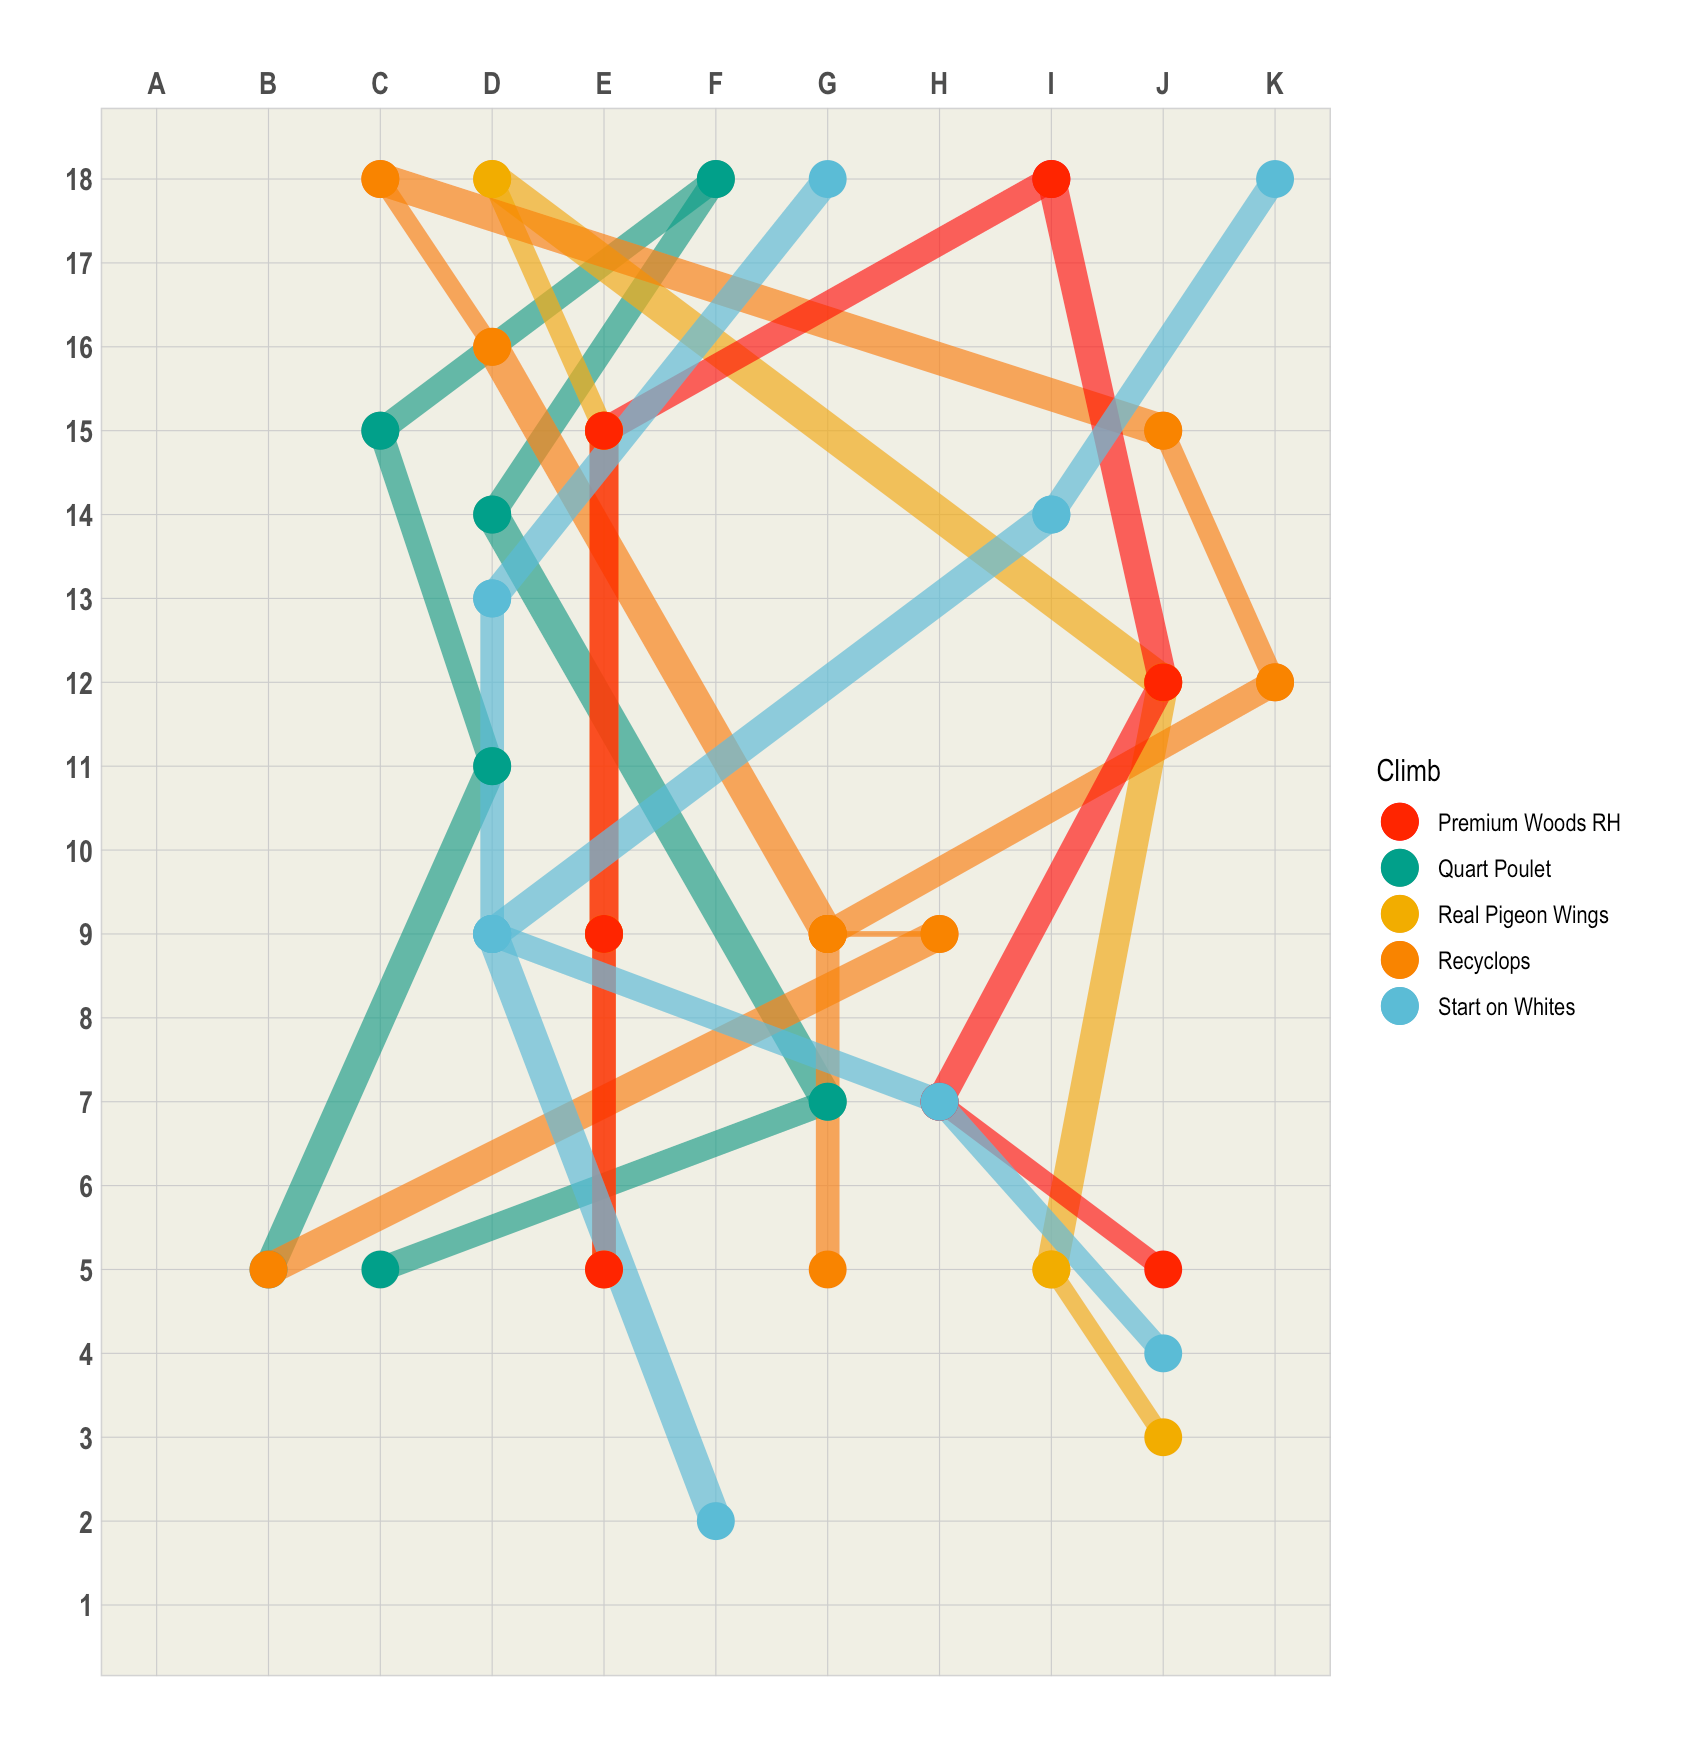 A B C D E F G H I J K
18
17
16
15
14
13
12
11
10
9
8
7
6
5
4
3
2
1
Climb
Premium Woods RH
Quart Poulet
Real Pigeon Wings
Recyclops
Start on Whites